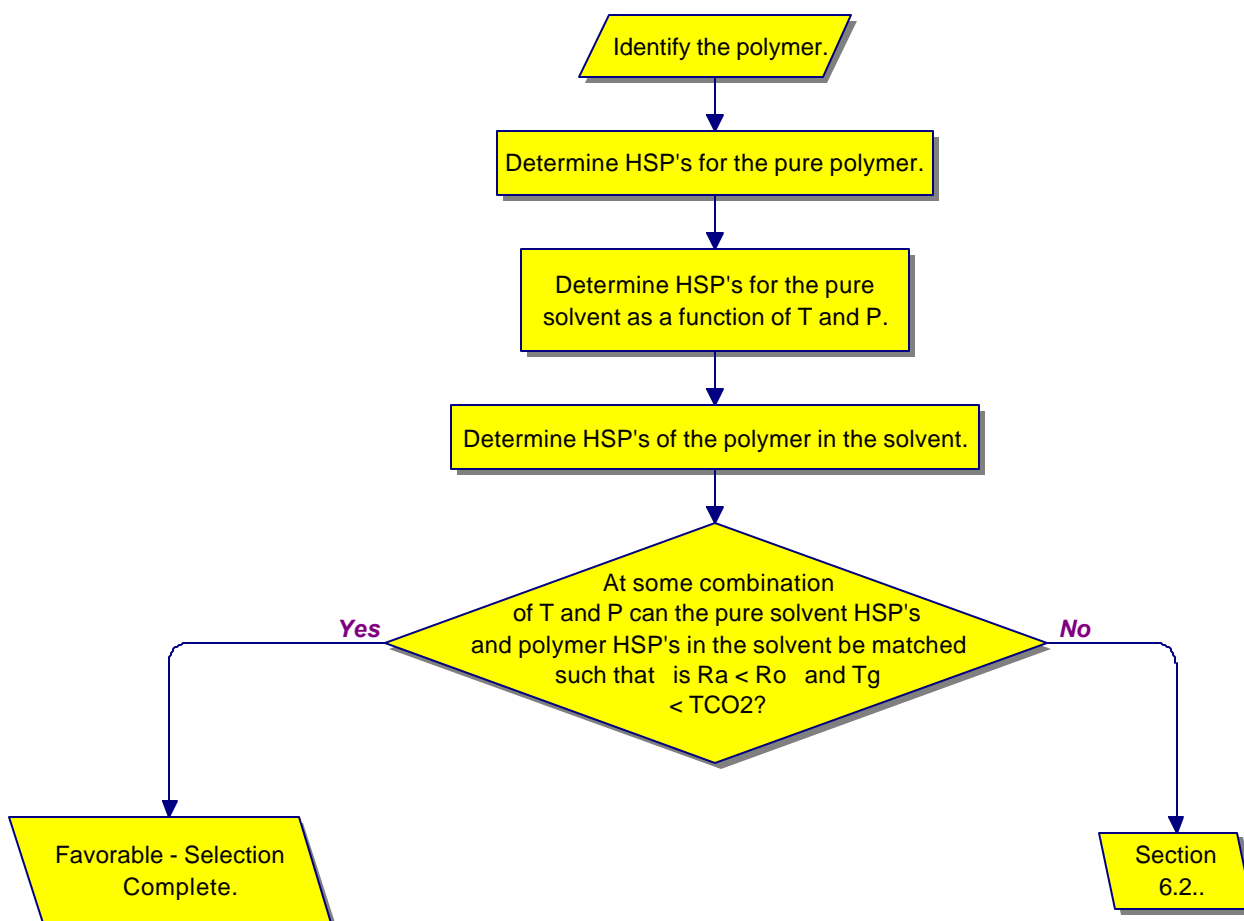 Identify the polymer.
Determine HSP's for the pure polymer.
Determine HSP's for the pure
solvent as a function of T and P.
Determine HSP's of the polymer in the solvent.
At some combination
of T and P can the pure solvent HSP's
and polymer HSP's in the solvent be matched
such that is Ra < Ro and Tg
< TCO2?
Yes
No
Favorable - Selection
Complete.
Section
6.2..